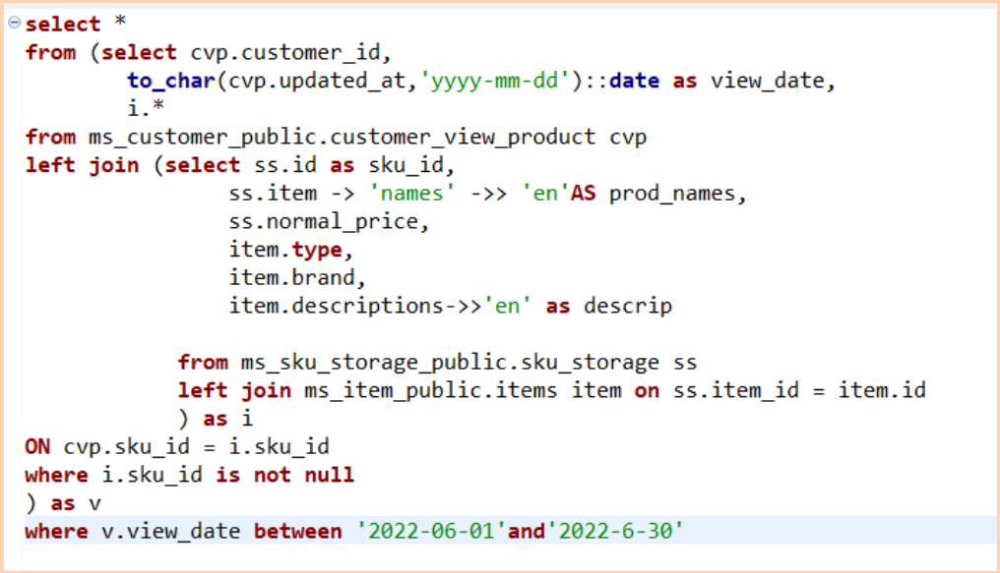 select *
from (select cvp.customer_id,
to_char(cvp.updated_at,'yyyy-mm-dd')::date as view_date,
i.*
from ms_customer_public.customer_view_product cvp
left join (select ss.id as sku_id,
ss.item -> 'names' ->> 'en'AS prod_names,
ss.normal_price,
item.type,
item.brand,
item.descriptions->>'en' as descrip
from ms_sku_storage_public.sku_storage ss
left join ms_item_public.items item on ss.item_id = item.id
) as i
ON cvp.sku_id = i.sku_id
where i.sku_id is not null
) as v
where v.view_date between '2022-06-01'and'2022-6-30'